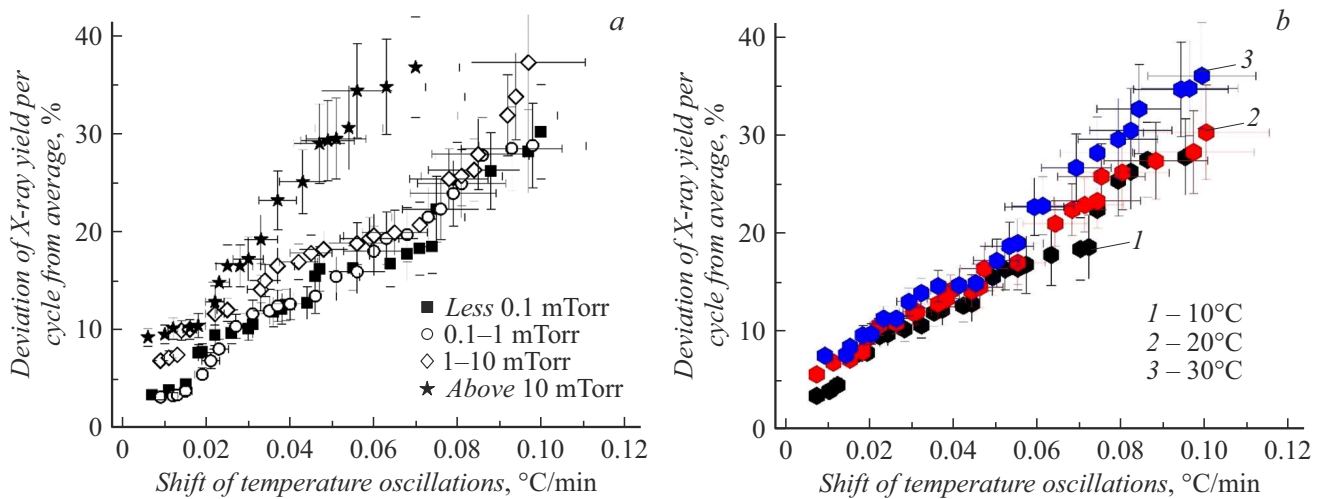 a
Deviation of X-ray yield per
cycle from average, %
40
30
20
10
0
Less 0.1 mTorr
0.1–1 mTorr
1–10 mTorr
Above 10 mTorr
0 0.02 0.04 0.06 0.08 0.10 0.12
Shift of temperature oscillations, °C/min
b
Deviation of X-ray yield per
cycle from average, %
40
30
20
10
0
3
2
1
1 – 10°C
2 – 20°C
3 – 30°C
0 0.02 0.04 0.06 0.08 0.10 0.12
Shift of temperature oscillations, °C/min